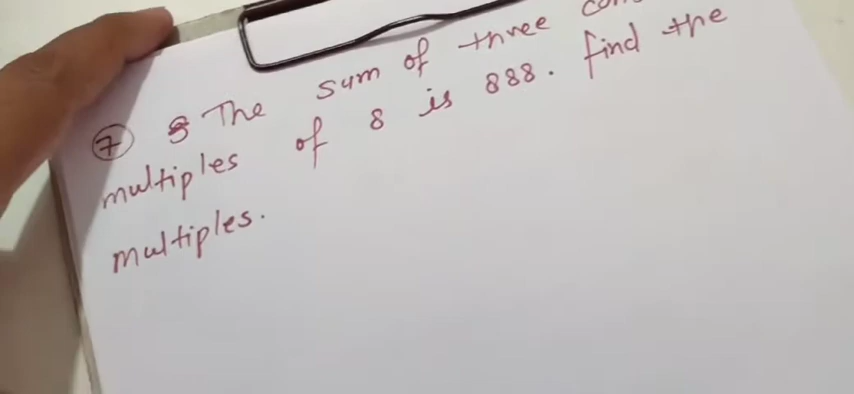 ⑦ The sum of three
multiples of 8 is 888. find the
multiples.